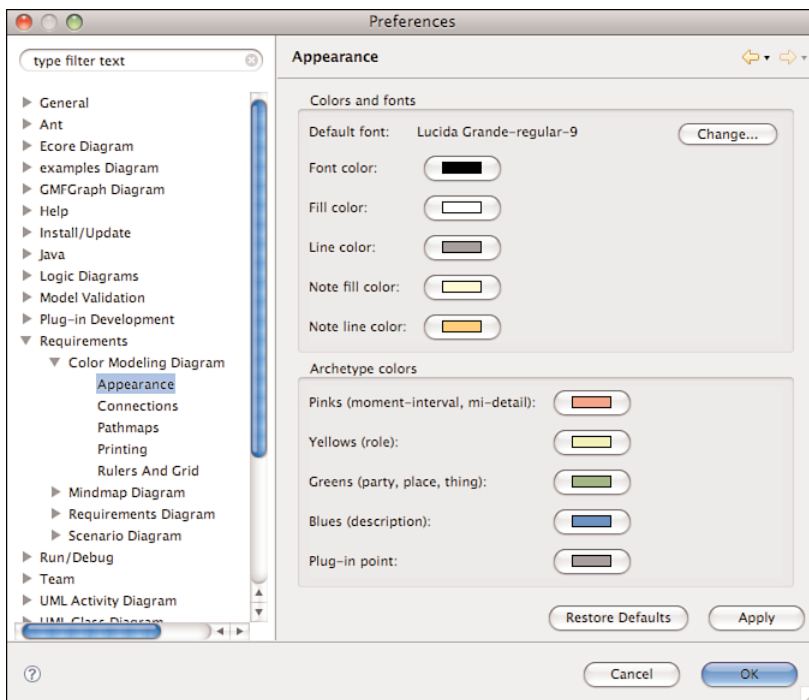 Preferences
type filter text
General
Ant
Ecore Diagram
examples Diagram
GMFGraph Diagram
Help
Install/Update
Java
Logic Diagrams
Model Validation
Plug-in Development
Requirements
Color Modeling Diagram
Appearance
Connections
Pathmaps
Printing
Rulers And Grid
Mindmap Diagram
Requirements Diagram
Scenario Diagram
Run/Debug
Team
UML Activity Diagram
UML Class Diagram
Appearance
Colors and fonts
Default font: Lucida Grande-regular-9 Change...
Font color:
Fill color:
Line color:
Note fill color:
Note line color:
Archetype colors
Pinks (moment-interval, mi-detail):
Yellows (role):
Greens (party, place, thing):
Blues (description):
Plug-in point:
Restore Defaults Apply
? Cancel OK